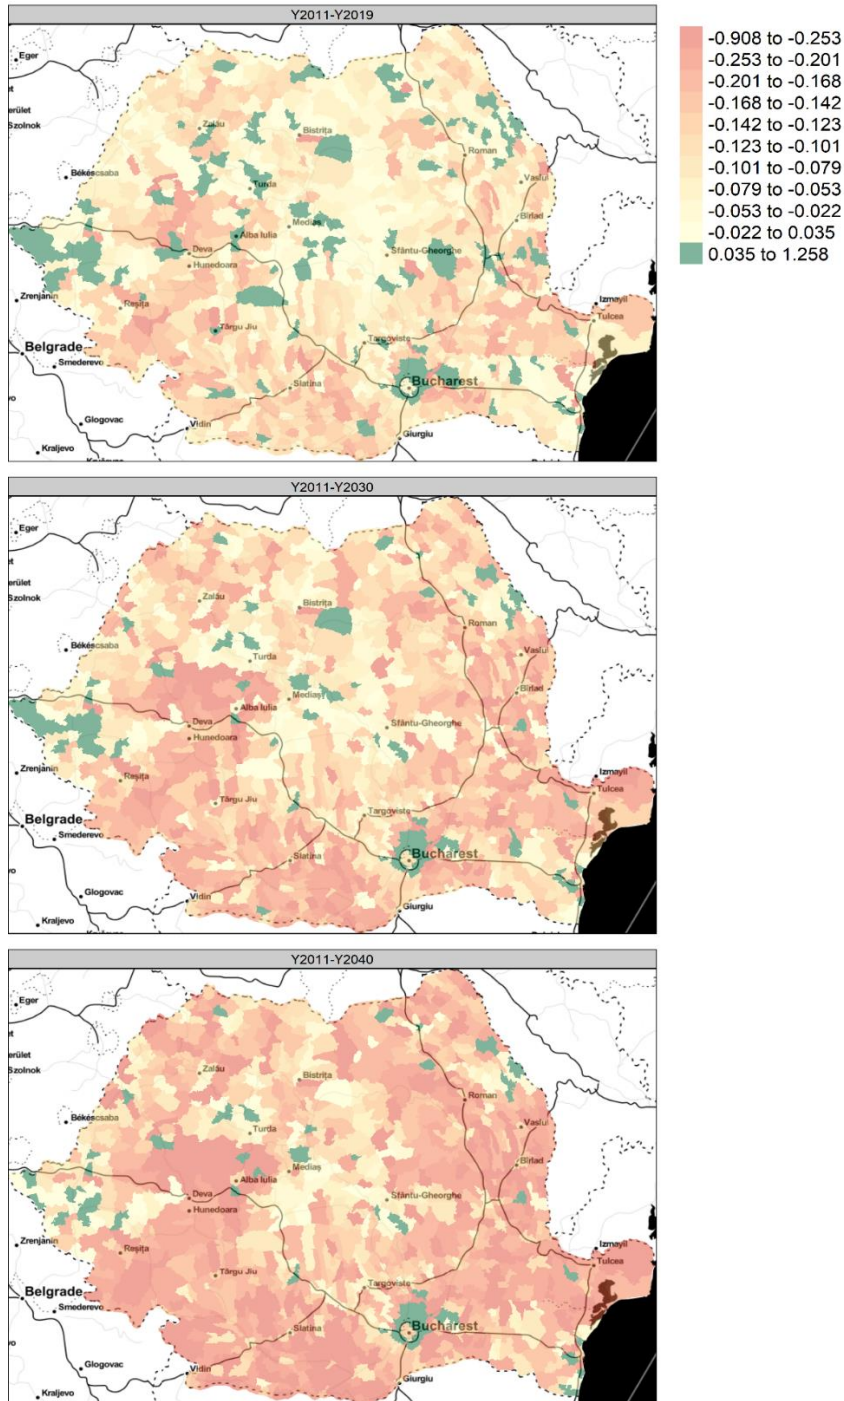 Y2011-Y2019
Eger
erület
Szolnok
Zalău
Bistrița
Roman
Békéscsaba
Turda
Vaslui
Mediaș
Bîrlad
Alba Iulia
Deva
Sfântu-Gheorghe
Hunedoara
Zrenjanin
Reșița
Izmayil
Tulcea
Târgu Jiu
Belgrade
Targoviste
Smederevo
Slatina
Bucharest
Glogovac
Vidin
Giurgiu
Kraljevo
-0.908 to -0.253
-0.253 to -0.201
-0.201 to -0.168
-0.168 to -0.142
-0.142 to -0.123
-0.123 to -0.101
-0.101 to -0.079
-0.079 to -0.053
-0.053 to -0.022
-0.022 to 0.035
0.035 to 1.258
Y2011-Y2030
Eger
erület
Szolnok
Zalău
Bistrița
Roman
Békéscsaba
Turda
Vaslui
Mediaș
Bîrlad
Alba Iulia
Deva
Sfântu-Gheorghe
Hunedoara
Zrenjanin
Reșița
Izmayil
Tulcea
Târgu Jiu
Belgrade
Targoviste
Smederevo
Slatina
Bucharest
Glogovac
Vidin
Giurgiu
Kraljevo
Y2011-Y2040
Eger
erület
Szolnok
Zalău
Bistrița
Roman
Békéscsaba
Turda
Vaslui
Mediaș
Bîrlad
Alba Iulia
Deva
Sfântu-Gheorghe
Hunedoara
Zrenjanin
Reșița
Izmayil
Tulcea
Târgu Jiu
Belgrade
Targoviste
Smederevo
Slatina
Bucharest
Glogovac
Vidin
Giurgiu
Kraljevo